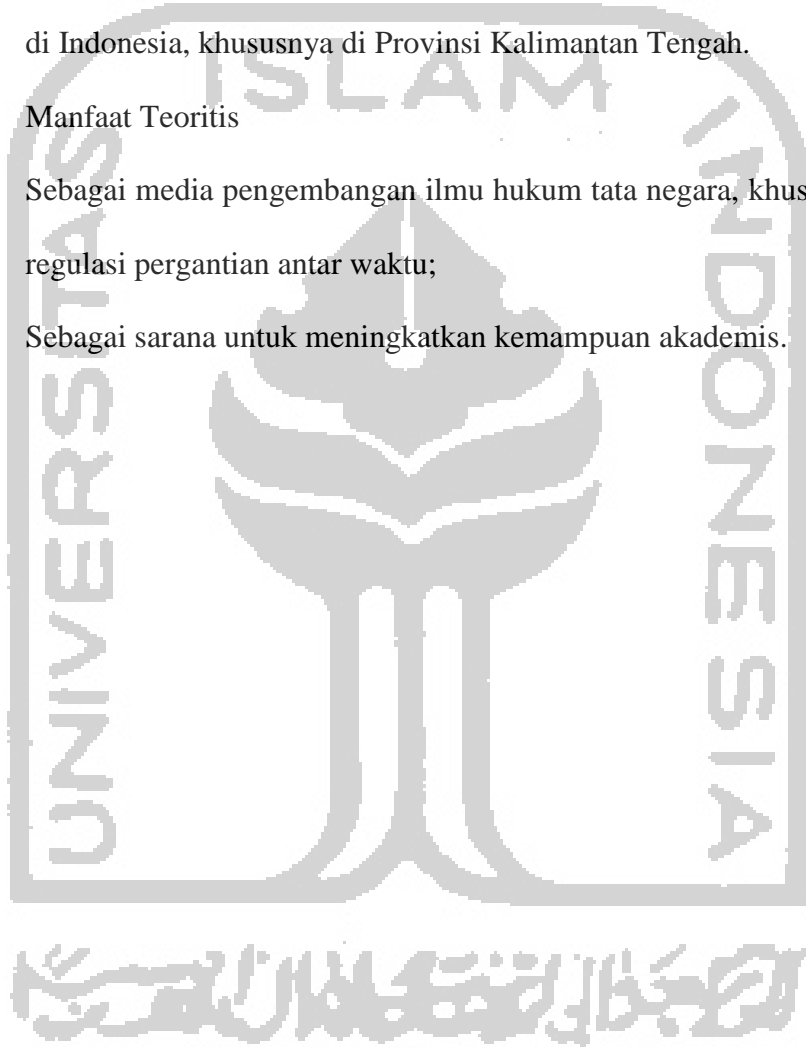 di Indonesia, khususnya di Provinsi Kalimantan Tengah.
ISLAM
Manfaat Teoritis
Sebagai media pengembangan ilmu hukum tata negara, khus
regulasi pergantian antar waktu;
Sebagai sarana untuk meningkatkan kemampuan akademis.
UNIVERSITAS
INDONESIA